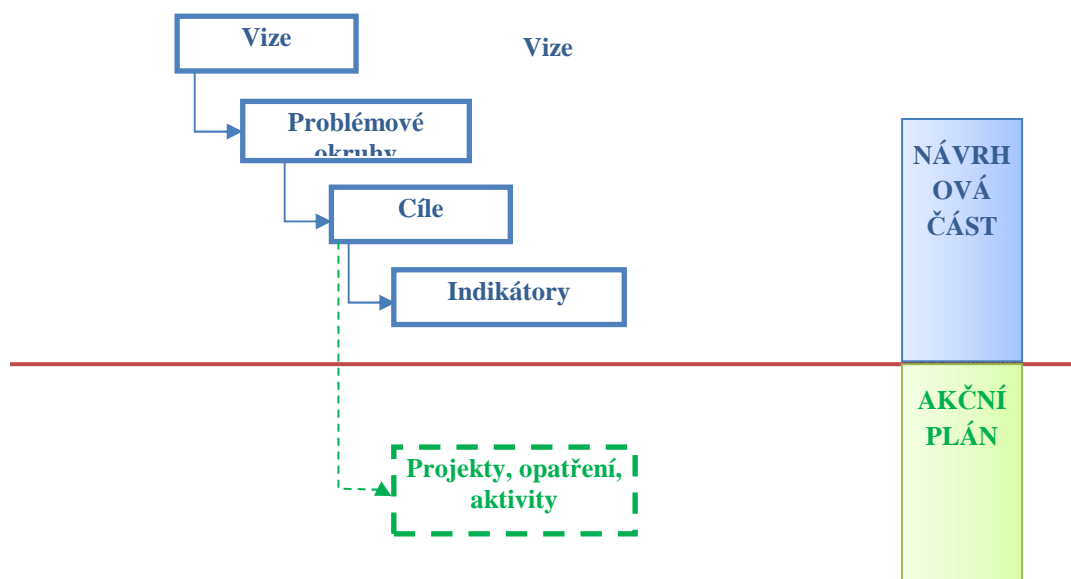 Vize
Vize
Problémové
okruhy
Cíle
Indikátory
NÁVRH
OVÁ
ČÁST
AKČNÍ
PLÁN
Projekty, opatření,
aktivity